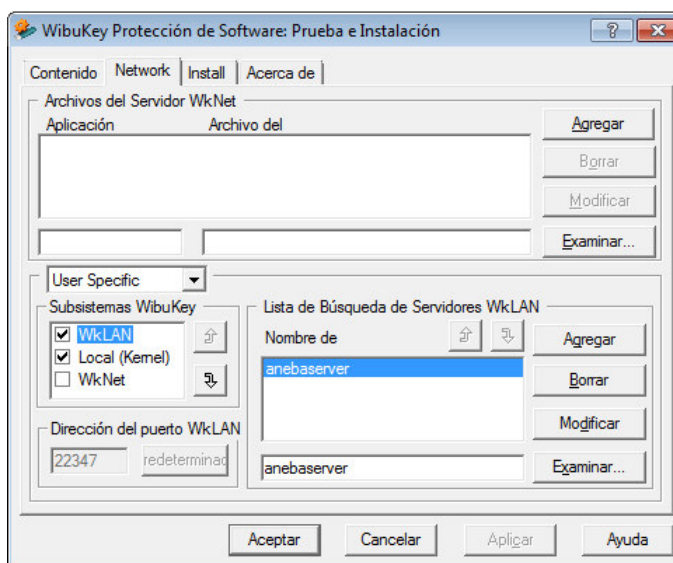 WibuKey Protección de Software: Prueba e Instalación
Contenido Network Install Acerca de
Archivos del Servidor WkNet
Aplicación Archivo del
Agregar
Borrar
Modificar
Examinar...
User Specific
Subsistemas WibuKey
WkLAN
Local (Kernel)
WkNet
Dirección del puerto WkLAN
22347 redeterminac
Lista de Búsqueda de Servidores WkLAN
Nombre de
anebaserver
anebaserver
Agregar
Borrar
Modificar
Examinar...
Aceptar Cancelar Aplicar Ayuda